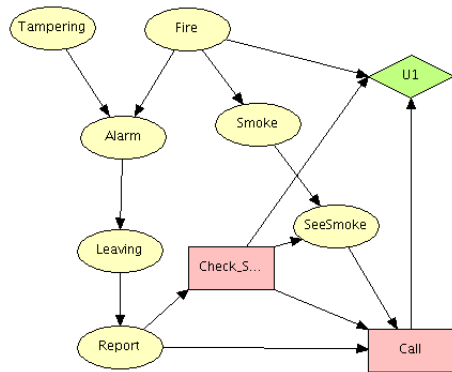 Tampering
Fire
U1
Alarm
Smoke
SeeSmoke
Leaving
Check_S...
Report
Call